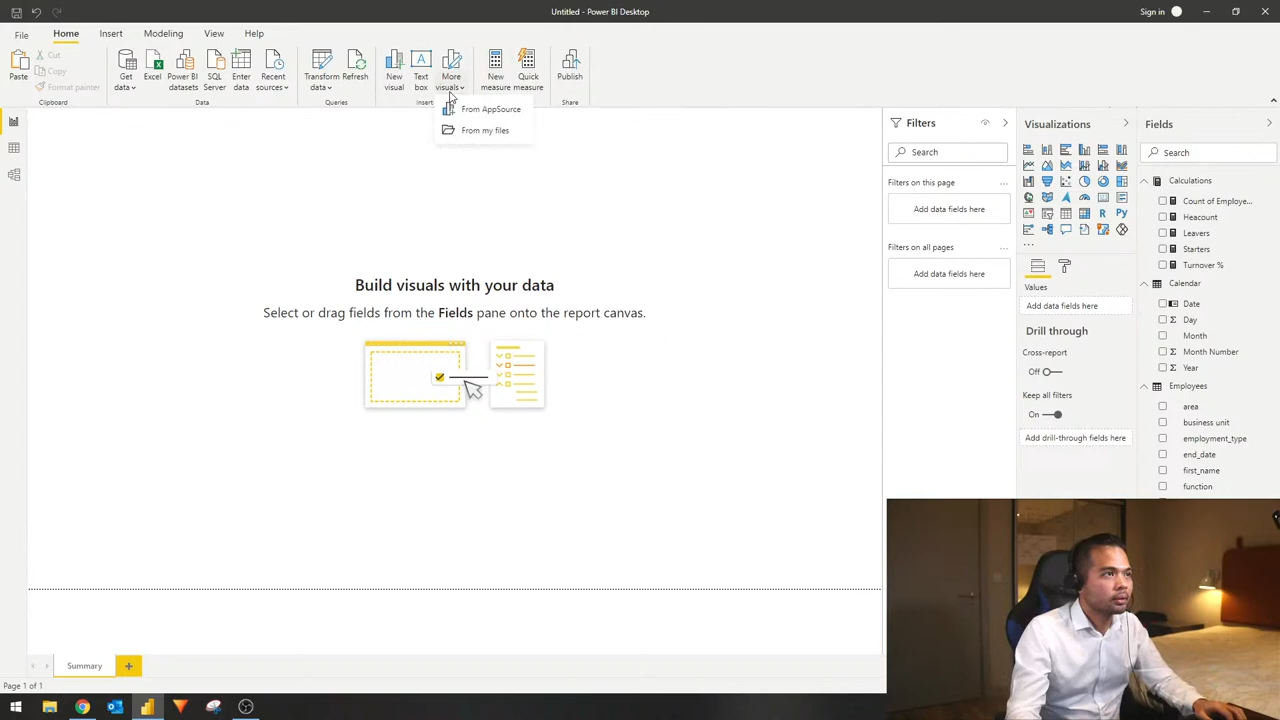 Untitled - Power BI Desktop
Sign in
File
Home
Insert
Modeling
View
Help
Paste
Cut
Copy
Format painter
Clipboard
Get data
Excel
Power BI datasets
SQL Server
Enter data
Recent sources
Data
Transform data
Refresh
Queries
New visual
Text box
More visuals
Insert
New measure
Quick measure
Publish
Share
From AppSource
From my files
Build visuals with your data
Select or drag fields from the Fields pane onto the report canvas.
Filters
Search
Filters on this page
...
Add data fields here
Filters on all pages
...
Add data fields here
Visualizations
R
Py
...
Values
Add data fields here
Drill through
Cross-report
Off
Keep all filters
On
Add drill-through fields here
Fields
Search
Calculations
Count of Employe...
Heacount
Leavers
Starters
Turnover %
Calendar
Date
Day
Month
Month Number
Year
Employees
area
business unit
employment_type
end_date
first_name
function
Summary
Page 1 of 1